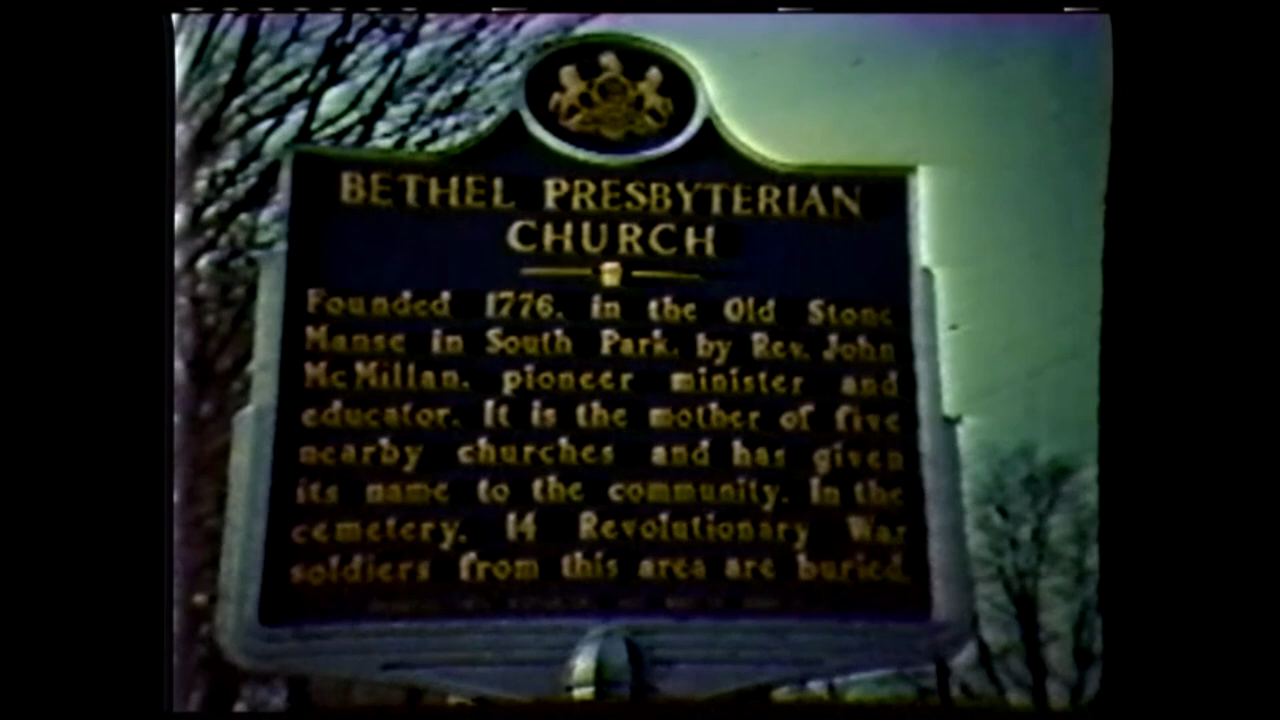 BETHEL PRESBYTERIAN
CHURCH
Founded 1776, in the Old Stone
Manse in South Park, by Rev. John
McMillan, pioneer minister and
educator. It is the mother of five
nearby churches and has given
its name to the community. In the
cemetery, 14 Revolutionary War
soldiers from this area are buried.